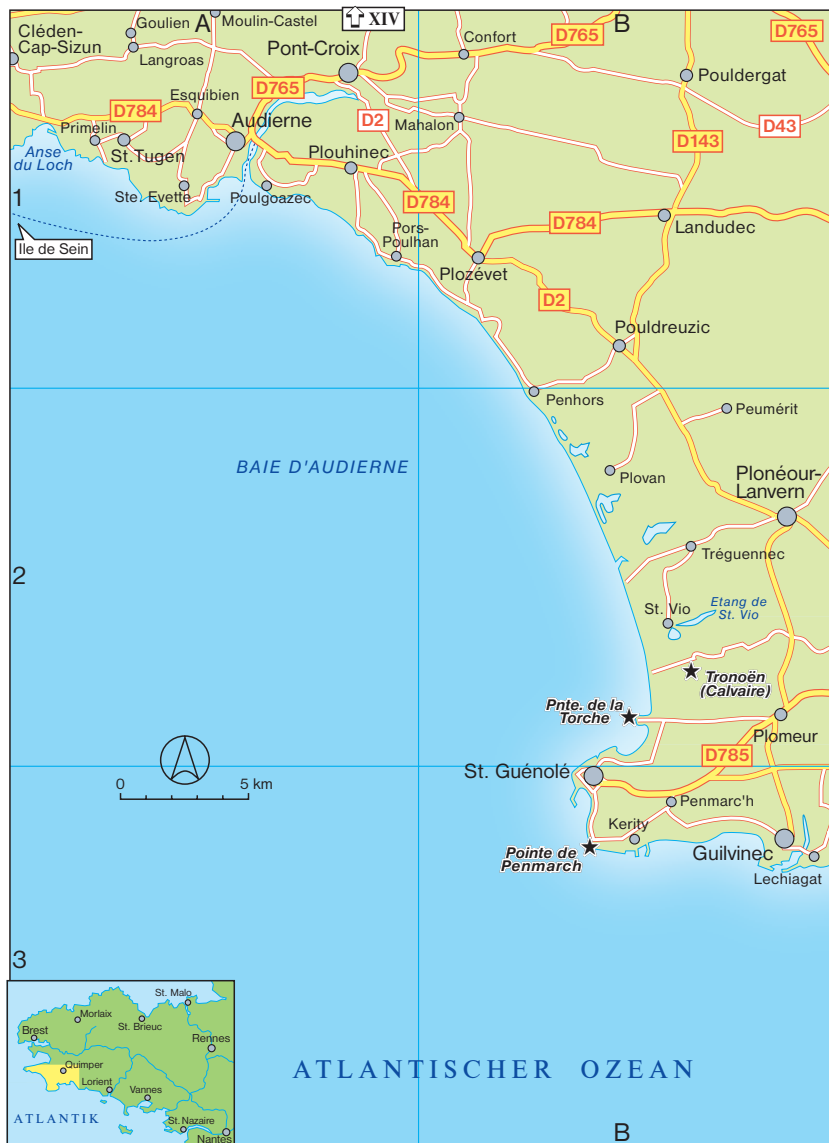 A
XIV
B
Goulien
Moulin-Castel
Cléden-
Cap-Sizun
Langroas
Pont-Croix
Confort
D765
D765
Pouldergat
D765
Esquibien
D784
Audierne
D2
Mahalon
D43
Primelin
St.Tugen
D143
Anse
du Loch
Plouhinec
Ste. Evette
Poulgoazec
1
D784
D784
Landudec
Ile de Sein
Pors-
Poulhan
Plozévet
D2
Pouldreuzic
Penhors
Peumérit
BAIE D'AUDIERNE
Plovan
Plonéour-
Lanvern
Tréguennec
2
St. Vio
Etang de
St. Vio
Tronoën
(Calvaire)
Pnte. de la
Torche
Plomeur
D785
St. Guénolé
0
5 km
Penmarc'h
Kerity
Guilvinec
Pointe de
Penmarch
Lechiagat
3
St. Malo
Morlaix
St. Brieuc
Brest
Rennes
Quimper
Lorient
Vannes
ATLANTIK
St. Nazaire
Nantes
ATLANTISCHER OZEAN
B